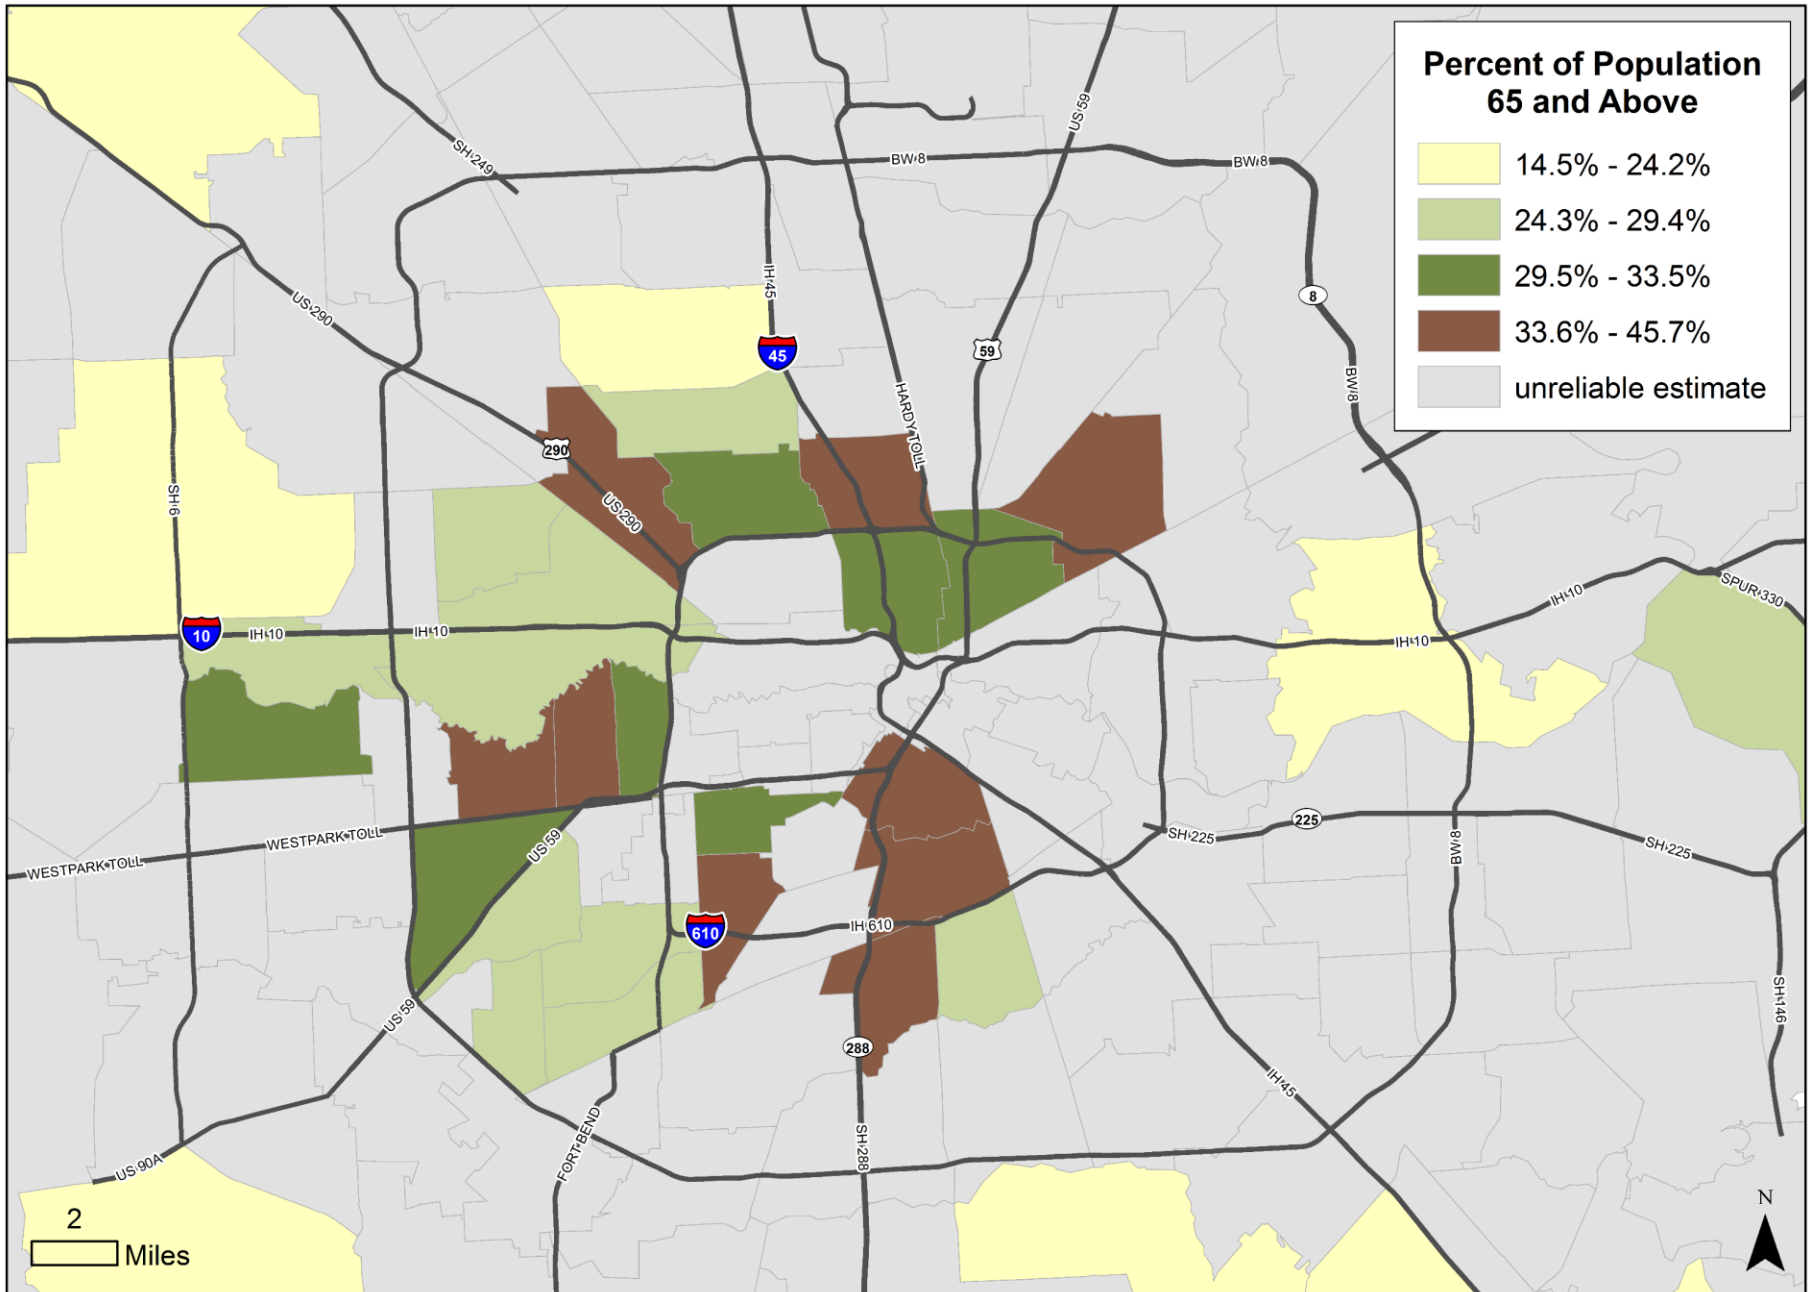 Percent of Population
65 and Above
14.5% - 24.2%
24.3% - 29.4%
29.5% - 33.5%
33.6% - 45.7%
unreliable estimate
US 59
SH 249
BW 8
BW 8
IH 45
8
US 290
45
59
BW 8
HARDY TOLL
290
SH 6
US 290
IH 10
SPUR 330
10
IH 10
IH 10
IH 10
225
WESTPARK TOLL
US 59
SH 225
SH 225
BW 8
WESTPARK TOLL
610
IH 610
SH 146
US 59
288
IH 45
FORT BEND
SH 288
US 90A
N
2
Miles